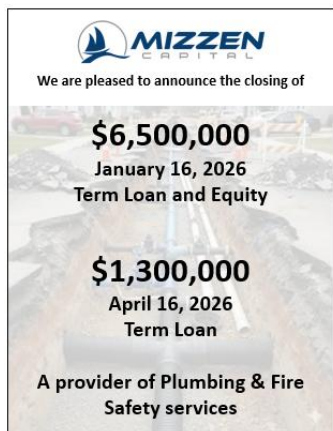 MIZZEN
CAPITAL
We are pleased to announce the closing of
$6,500,000
January 16, 2026
Term Loan and Equity
$1,300,000
April 16, 2026
Term Loan
A provider of Plumbing & Fire
Safety services